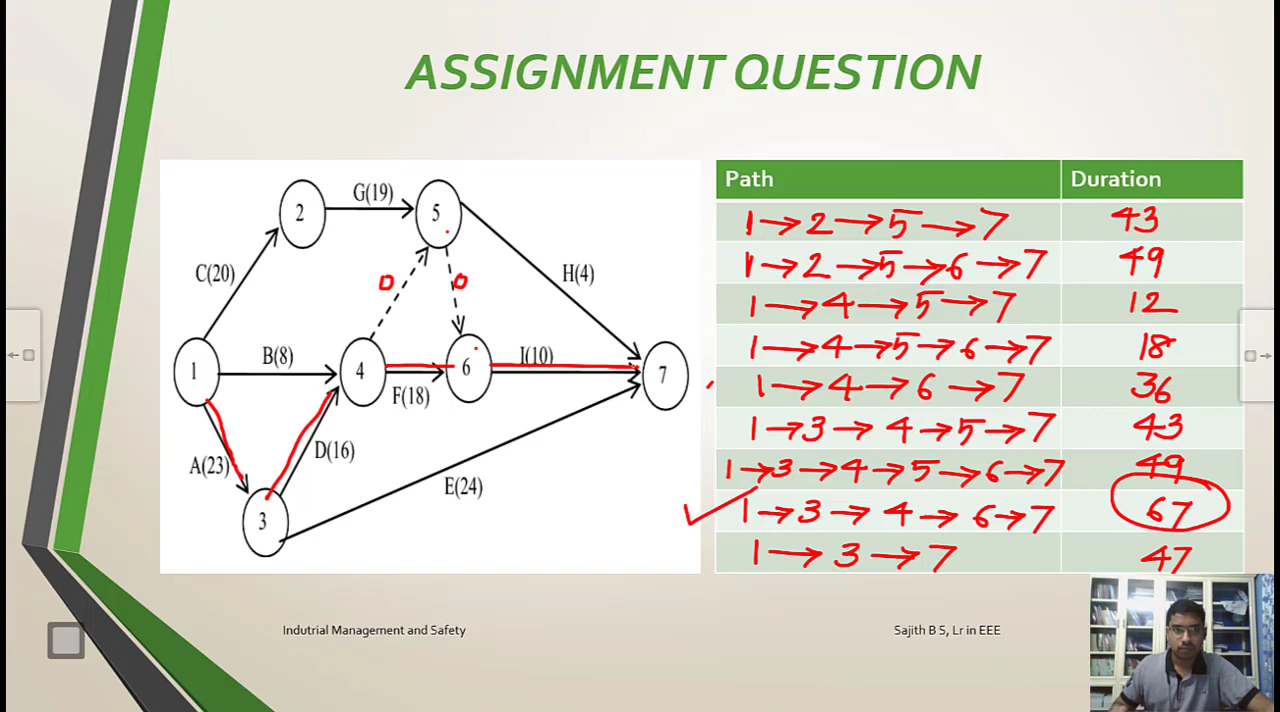 ASSIGNMENT QUESTION
2
G(19)
5
C(20)
0
0
H(4)
1
B(8)
4
F(18)
6
I(10)
7
A(23)
D(16)
3
E(24)
Path Duration
1→2→5→7 43
1→2→5→6→7 49
1→4→5→7 12
1→4→5→6→7 18
1→4→6→7 36
1→3→4→5→7 43
1→3→4→5→6→7 49
1→3→4→6→7 67
1→3→7 47
Indutrial Management and Safety
Sajith B S, Lr in EEE